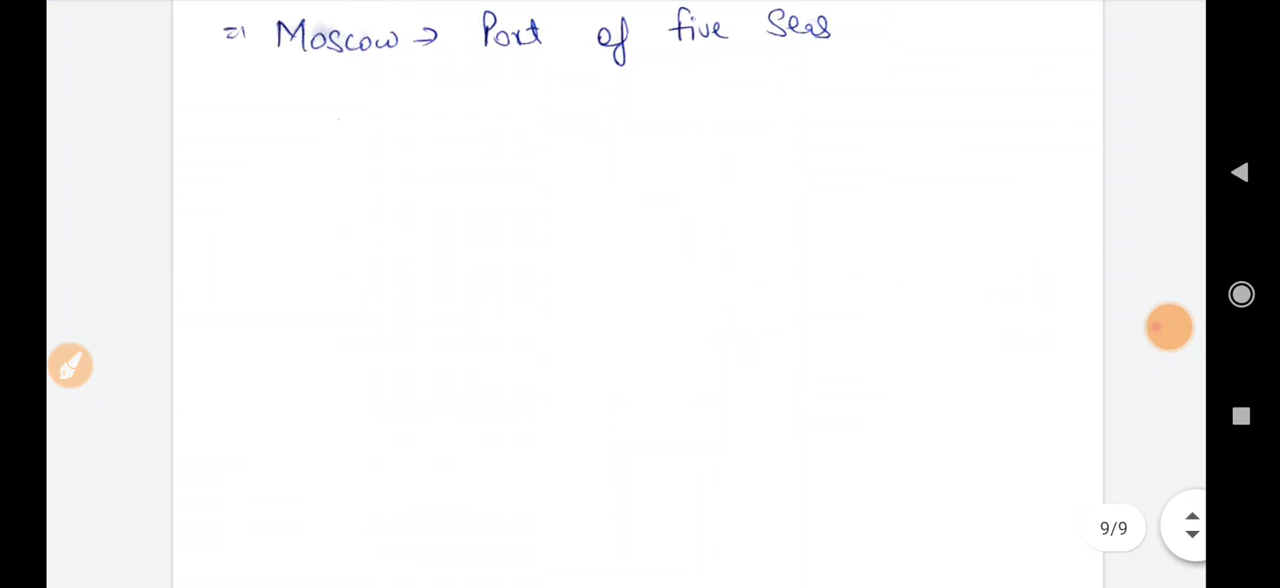 =) Moscow → Port of five Seas
9/9